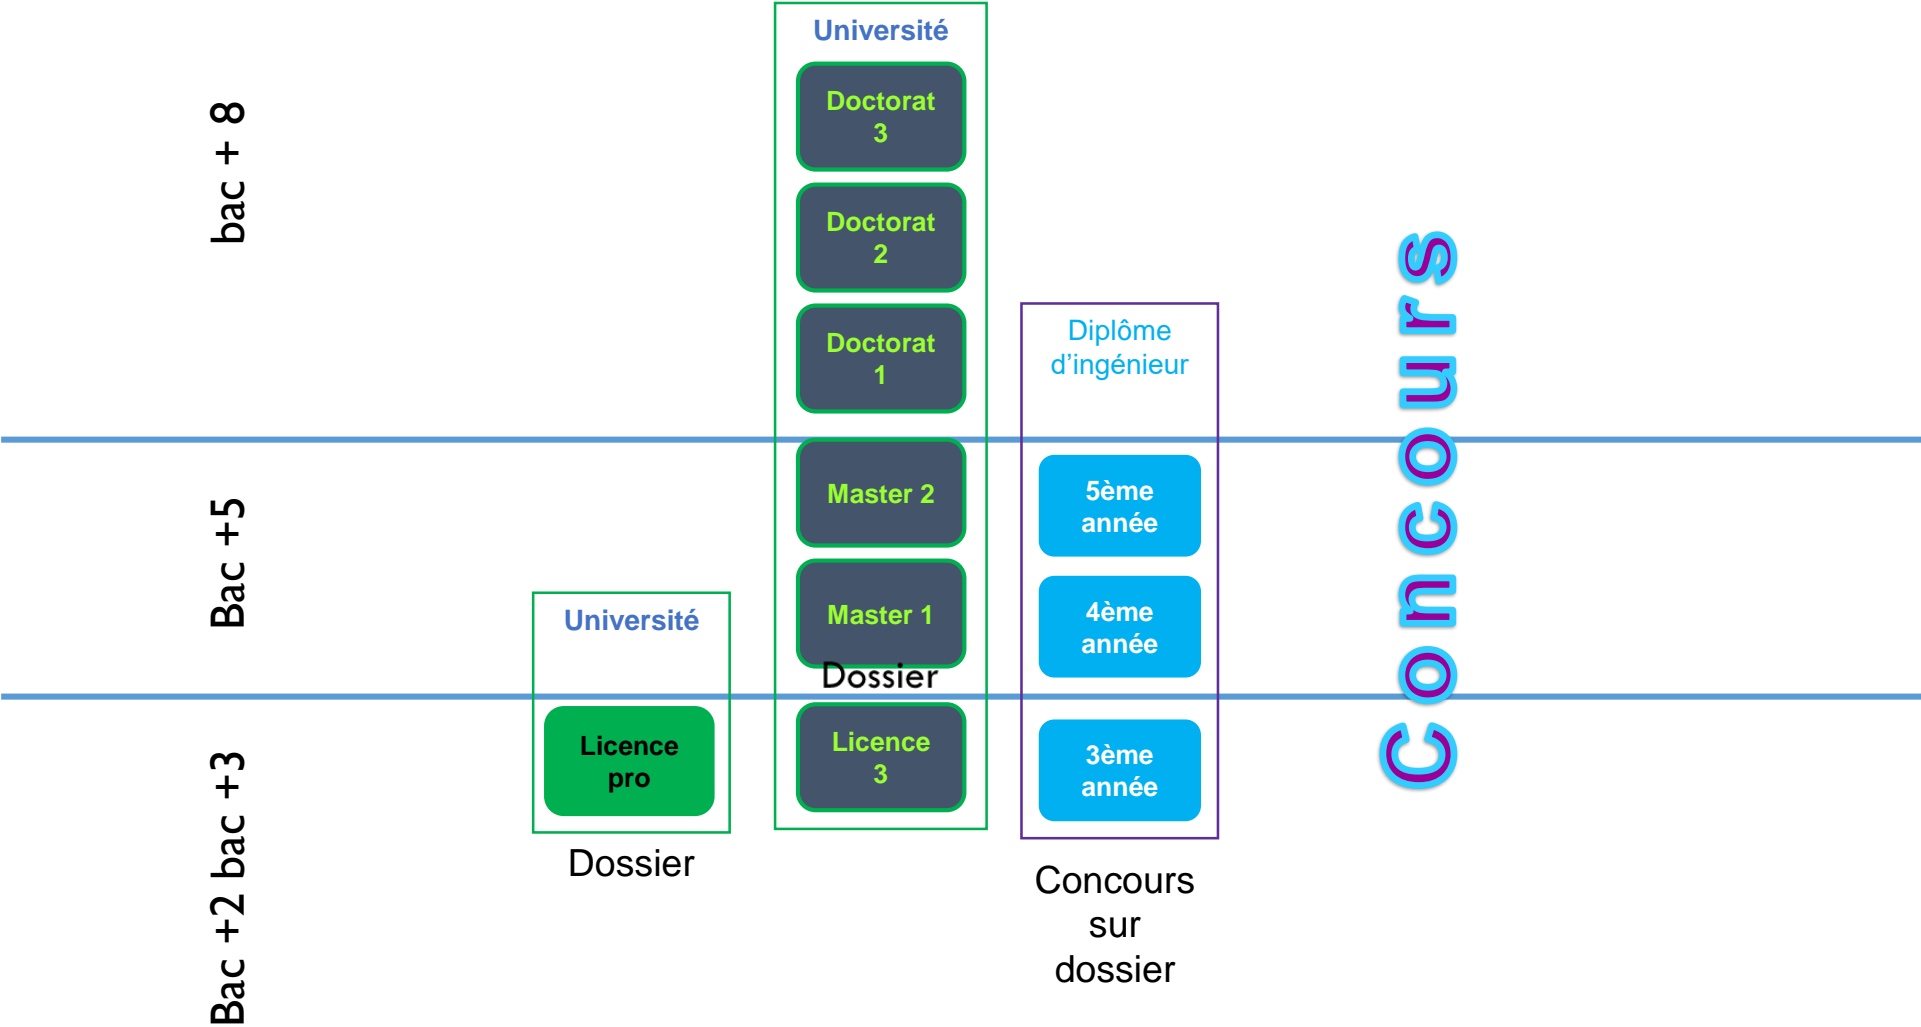 bac + 8
Bac +5
Bac +2 bac +3
Université
Licence
pro
Dossier
Université
Doctorat
3
Doctorat
2
Doctorat
1
Master 2
Master 1
Dossier
Licence
3
Diplôme
d’ingénieur
5ème
année
4ème
année
3ème
année
Concours
sur
dossier
Concours